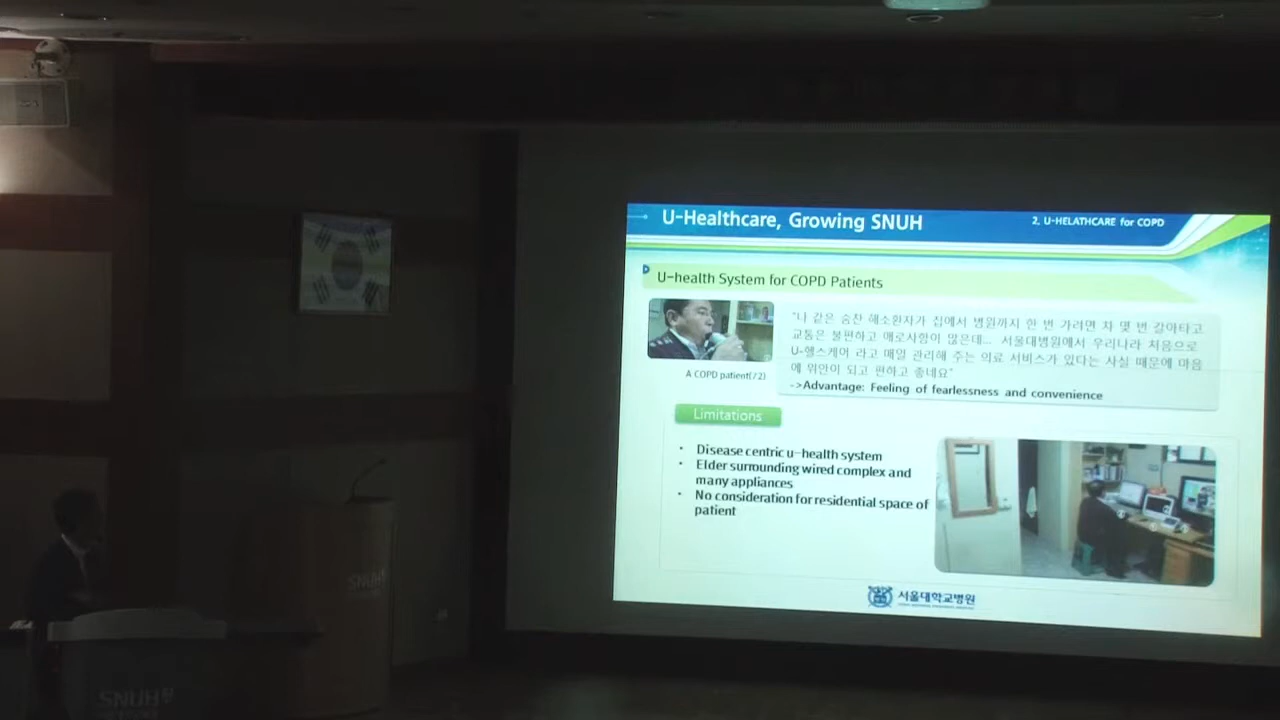 U-Healthcare, Growing SNUH
2. U-HELATHCARE for COPD
U-health System for COPD Patients
"나 같은 숨찬 해소환자가 집에서 병원까지 한 번 가려면 차 몇 번 갈아타고
교통은 불편하고 애로사항이 많은데... 서울대병원에서 우리나라 처음으로
U-헬스케어 라고 매일 관리해 주는 의료 서비스가 있다는 사실 때문에 마음
에 위안이 되고 편하고 좋네요"
->Advantage: Feeling of fearlessness and convenience
A COPD patient(72)
Limitations
• Disease centric u-health system
• Elder surrounding wired complex and
many appliances
• No consideration for residential space of
patient
서울대학교병원
SNUH
SNUH